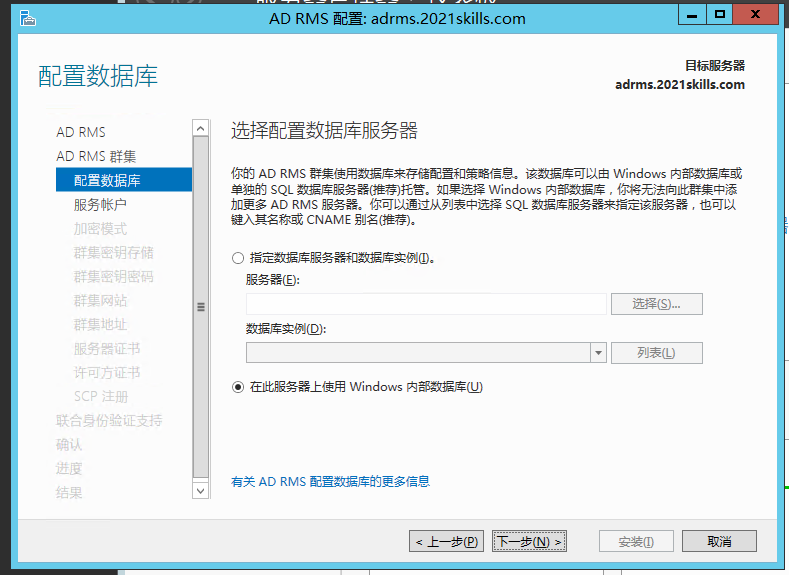 AD RMS 配置: adrms.2021skills.com
配置数据库
目标服务器
adrms.2021skills.com
AD RMS
AD RMS 群集
配置数据库
服务帐户
加密模式
群集密钥存储
群集密钥密码
群集网站
群集地址
服务器证书
许可方证书
SCP 注册
联合身份验证支持
确认
进度
结果
选择配置数据库服务器
你的 AD RMS 群集使用数据库来存储配置和策略信息。该数据库可以由 Windows 内部数据库或
单独的 SQL 数据库服务器(推荐)托管。如果选择 Windows 内部数据库，你将无法向此群集中添
加更多 AD RMS 服务器。你可以通过从列表中选择 SQL 数据库服务器来指定该服务器，也可以
键入其名称或 CNAME 别名(推荐)。
指定数据库服务器和数据库实例(I)。
服务器(E):
选择(S)...
数据库实例(D):
列表(L)
在此服务器上使用 Windows 内部数据库(U)
有关 AD RMS 配置数据库的更多信息
< 上一步(P)
下一步(N) >
安装(I)
取消